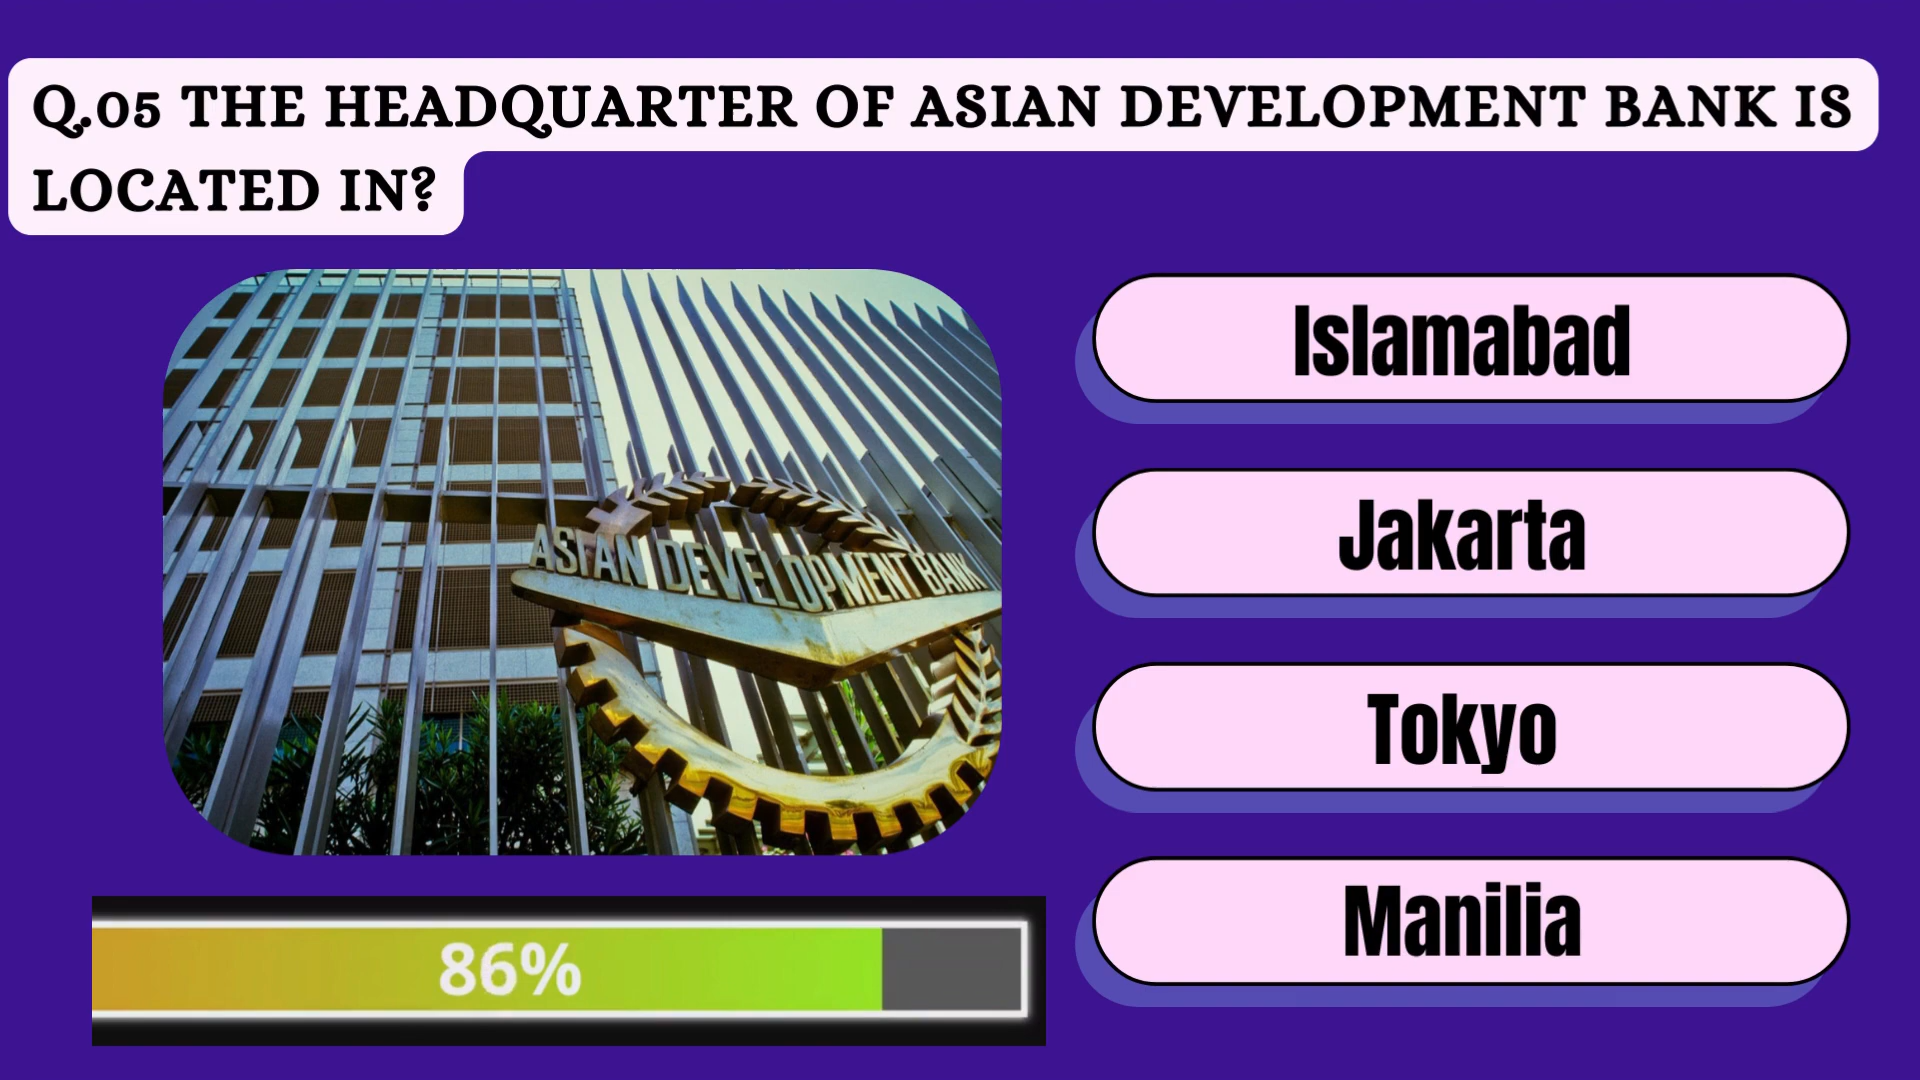 Q.05 THE HEADQUARTER OF ASIAN DEVELOPMENT BANK IS
LOCATED IN?
ASIAN DEVELOPMENT BANK
Islamabad
Jakarta
Tokyo
Manilia
86%